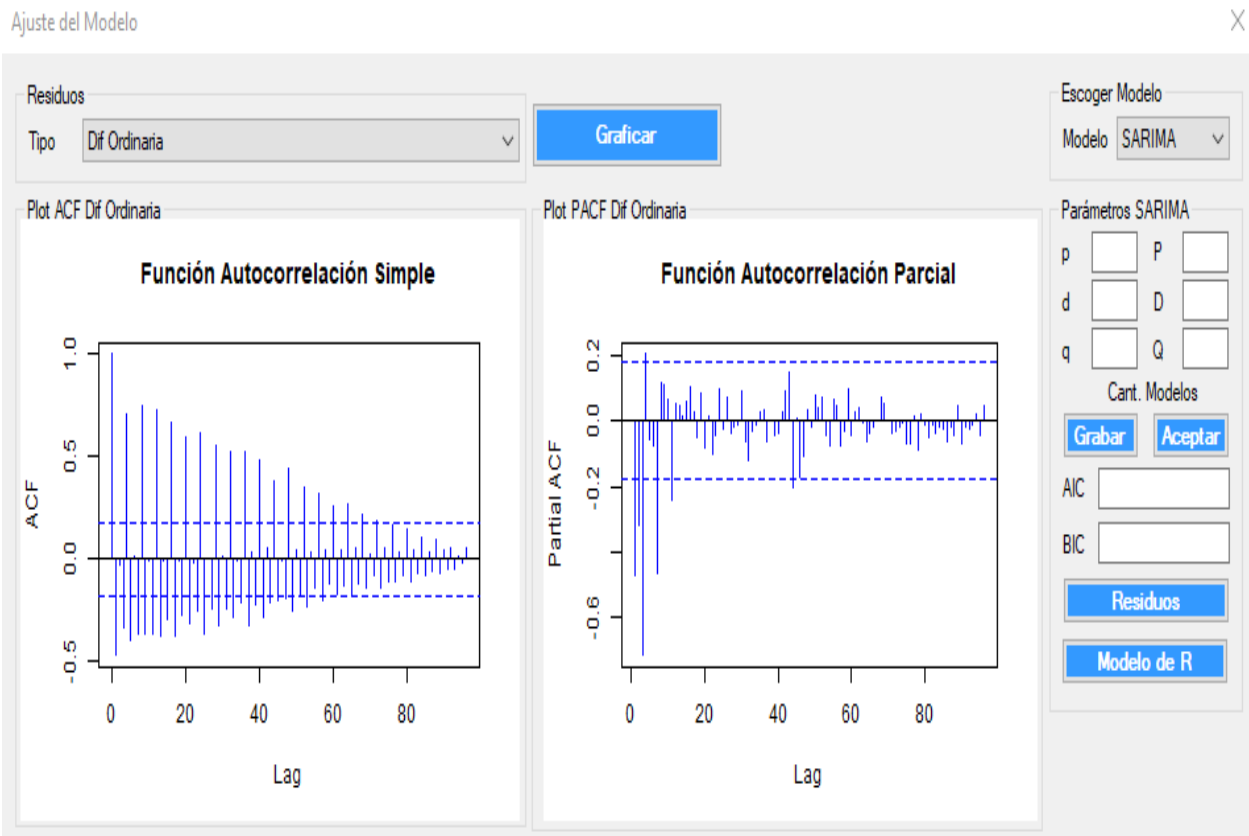 Ajuste del Modelo
X
Residuos
Tipo Dif Ordinaria
Graficar
Escoger Modelo
Modelo SARIMA
Plot ACF Dif Ordinaria
Función Autocorrelación Simple
ACF
1.0
0.5
0.0
-0.5
0 20 40 60 80
Lag
Plot PACF Dif Ordinaria
Función Autocorrelación Parcial
Partial ACF
0.2
0.0
-0.2
-0.6
0 20 40 60 80
Lag
Parámetros SARIMA
p P
d D
q Q
Cant. Modelos
Grabar Aceptar
AIC
BIC
Residuos
Modelo de R